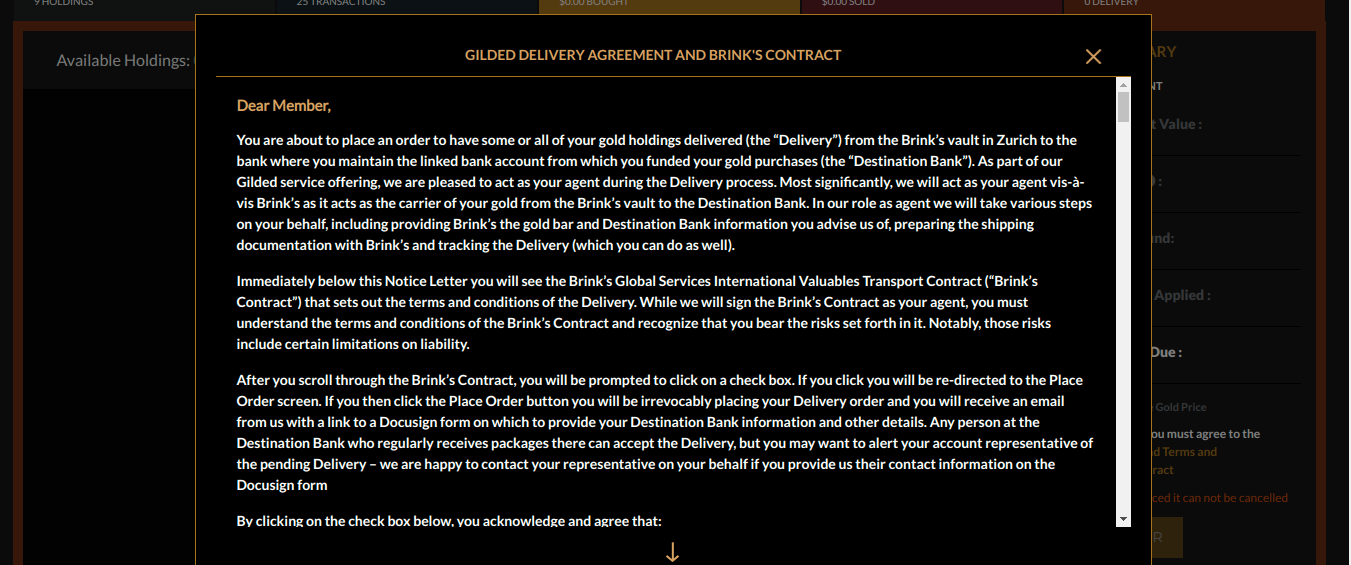 9 HOLDINGS
25 TRANSACTIONS
$0.00 BOUGHT
$0.00 SOLD
0 DELIVERY
GILDED DELIVERY AGREEMENT AND BRINK'S CONTRACT
Available Holdings:
ARY
NT
Dear Member,
t Value :
You are about to place an order to have some or all of your gold holdings delivered (the “Delivery”) from the Brink’s vault in Zurich to the
bank where you maintain the linked bank account from which you funded your gold purchases (the “Destination Bank”). As part of our
Gilded service offering, we are pleased to act as your agent during the Delivery process. Most significantly, we will act as your agent vis-à-
vis Brink’s as it acts as the carrier of your gold from the Brink’s vault to the Destination Bank. In our role as agent we will take various steps
on your behalf, including providing Brink’s the gold bar and Destination Bank information you advise us of, preparing the shipping
documentation with Brink’s and tracking the Delivery (which you can do as well).
und:
Immediately below this Notice Letter you will see the Brink’s Global Services International Valuables Transport Contract (“Brink’s
Contract”) that sets out the terms and conditions of the Delivery. While we will sign the Brink’s Contract as your agent, you must
understand the terms and conditions of the Brink’s Contract and recognize that you bear the risks set forth in it. Notably, those risks
include certain limitations on liability.
Applied :
Due :
After you scroll through the Brink’s Contract, you will be prompted to click on a check box. If you click you will be re-directed to the Place
Order screen. If you then click the Place Order button you will be irrevocably placing your Delivery order and you will receive an email
from us with a link to a Docusign form on which to provide your Destination Bank information and other details. Any person at the
Destination Bank who regularly receives packages there can accept the Delivery, but you may want to alert your account representative of
the pending Delivery – we are happy to contact your representative on your behalf if you provide us their contact information on the
Docusign form
Gold Price
ou must agree to the
d Terms and
ract
ced it can not be cancelled
By clicking on the check box below, you acknowledge and agree that:
R